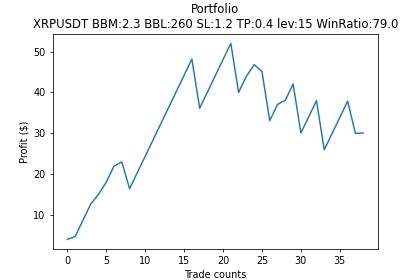 Portfolio
XRPUSDT BBM:2.3 BBL:260 SL:1.2 TP:0.4 lev:15 WinRatio:79.0
50
40
30
20
10
Profit ($)
0 5 10 15 20 25 30 35
Trade counts